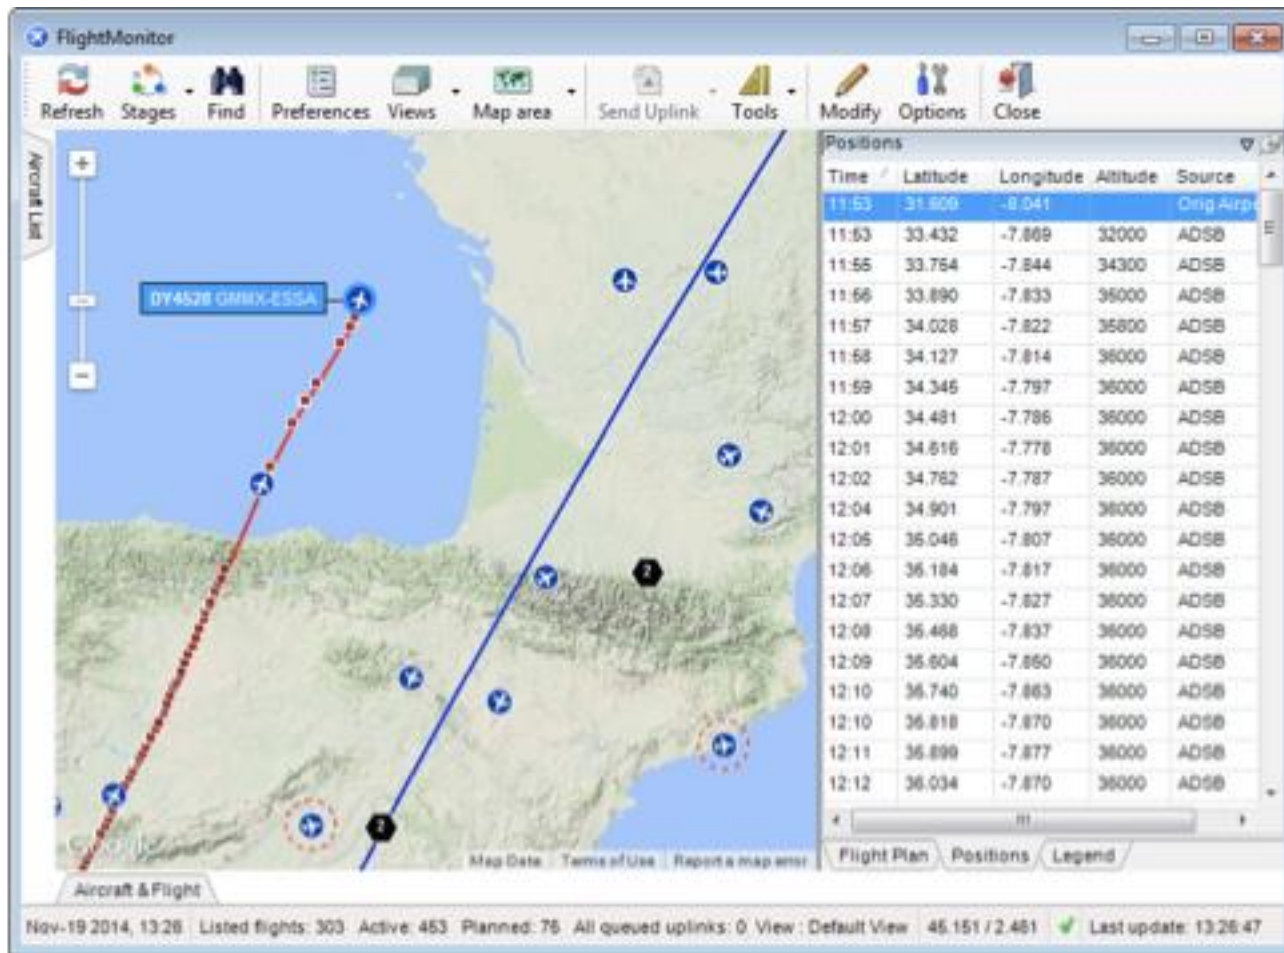 FlightMonitor
Refresh Stages Find Preferences Views Map area Send Uplink Tools Modify Options Close
Aircraft List
DY4528 GMMX-ESSA
2
2
Google
Map Data Terms of Use Report a map error
Positions
Time Latitude Longitude Altitude Source
11:53 31.609 -8.041 Orig Airpo
11:53 33.432 -7.869 32000 ADSB
11:55 33.754 -7.844 34300 ADSB
11:56 33.890 -7.833 35000 ADSB
11:57 34.028 -7.822 35800 ADSB
11:58 34.127 -7.814 36000 ADSB
11:59 34.345 -7.797 36000 ADSB
12:00 34.481 -7.786 36000 ADSB
12:01 34.616 -7.778 36000 ADSB
12:02 34.762 -7.787 36000 ADSB
12:04 34.901 -7.797 36000 ADSB
12:05 35.046 -7.807 36000 ADSB
12:06 35.184 -7.817 36000 ADSB
12:07 35.330 -7.827 36000 ADSB
12:08 35.468 -7.837 36000 ADSB
12:09 35.604 -7.850 36000 ADSB
12:10 35.740 -7.863 36000 ADSB
12:10 35.818 -7.870 36000 ADSB
12:11 35.899 -7.877 36000 ADSB
12:12 36.034 -7.870 36000 ADSB
Flight Plan Positions Legend
Aircraft & Flight
Nov-19 2014, 13:26 Listed flights: 303 Active: 453 Planned: 76 All queued uplinks: 0 View : Default View 45.151 / 2.461 Last update: 13:26:47